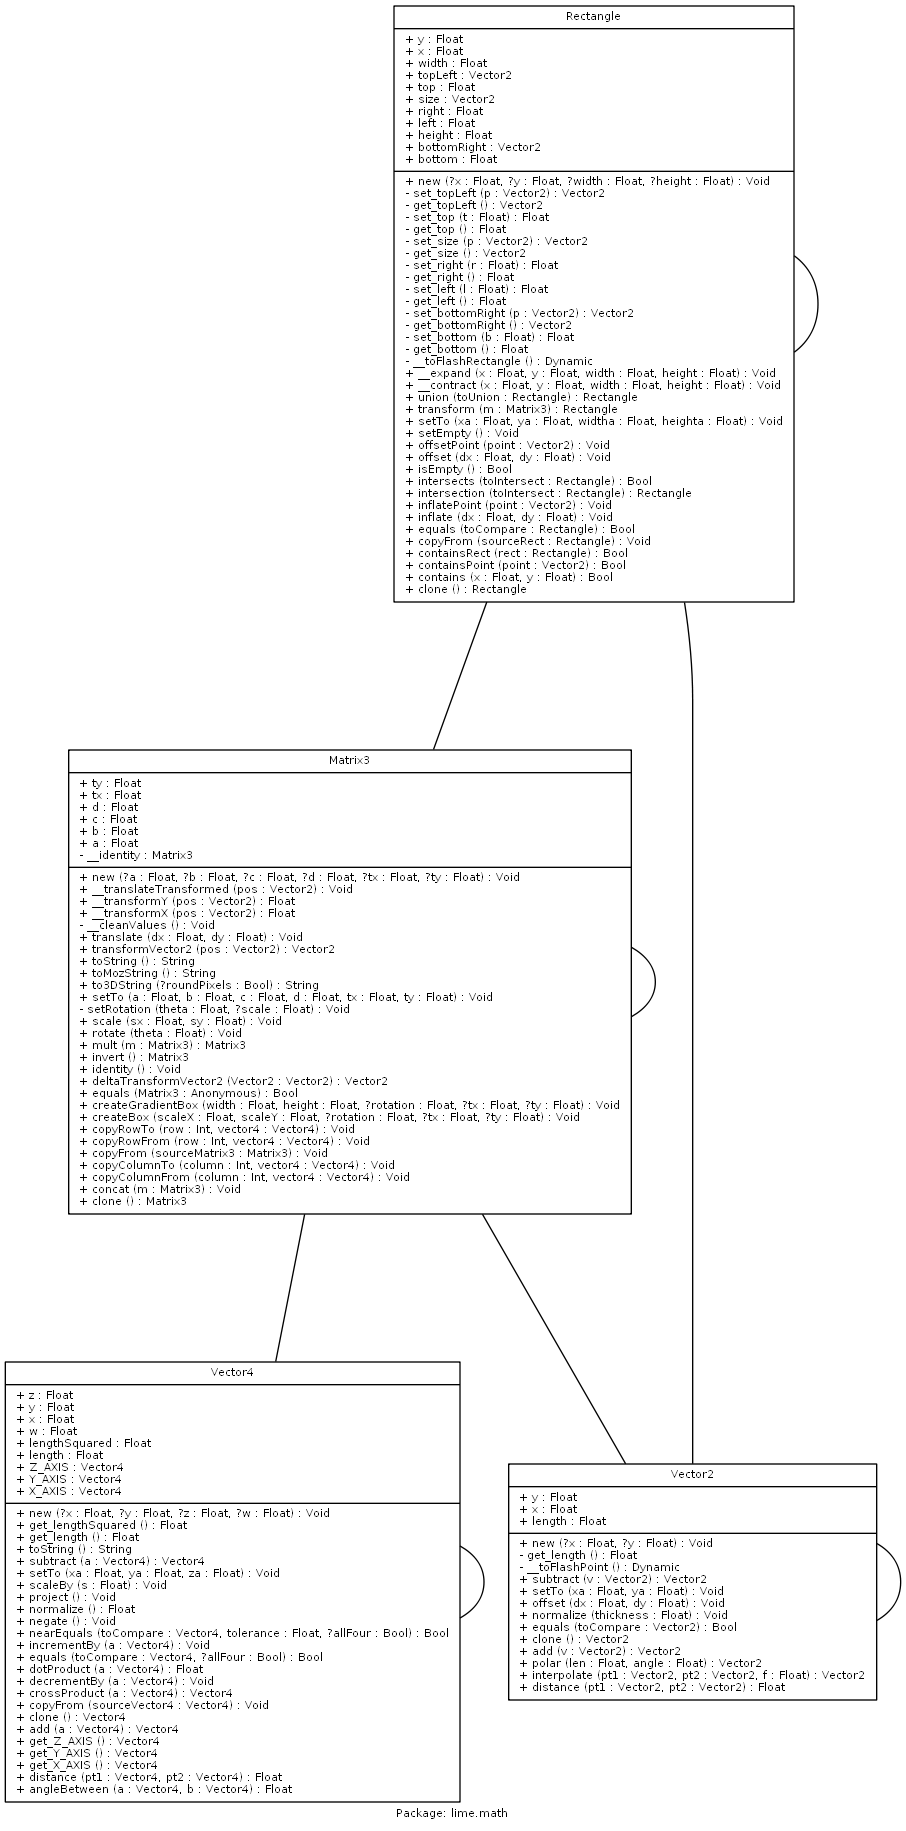 Rectangle
+ y : Float
+ x : Float
+ width : Float
+ topLeft : Vector2
+ top : Float
+ size : Vector2
+ right : Float
+ left : Float
+ height : Float
+ bottomRight : Vector2
+ bottom : Float
+ new (?x : Float, ?y : Float, ?width : Float, ?height : Float) : Void
- set_topLeft (p : Vector2) : Vector2
- get_topLeft () : Vector2
- set_top (t : Float) : Float
- get_top () : Float
- set_size (p : Vector2) : Vector2
- get_size () : Vector2
- set_right (r : Float) : Float
- get_right () : Float
- set_left (l : Float) : Float
- get_left () : Float
- set_bottomRight (p : Vector2) : Vector2
- get_bottomRight () : Vector2
- set_bottom (b : Float) : Float
- get_bottom () : Float
- __toFlashRectangle () : Dynamic
+ __expand (x : Float, y : Float, width : Float, height : Float) : Void
+ __contract (x : Float, y : Float, width : Float, height : Float) : Void
+ union (toUnion : Rectangle) : Rectangle
+ transform (m : Matrix3) : Rectangle
+ setTo (xa : Float, ya : Float, widtha : Float, heighta : Float) : Void
+ setEmpty () : Void
+ offsetPoint (point : Vector2) : Void
+ offset (dx : Float, dy : Float) : Void
+ isEmpty () : Bool
+ intersects (toIntersect : Rectangle) : Bool
+ intersection (toIntersect : Rectangle) : Rectangle
+ inflatePoint (point : Vector2) : Void
+ inflate (dx : Float, dy : Float) : Void
+ equals (toCompare : Rectangle) : Bool
+ copyFrom (sourceRect : Rectangle) : Void
+ containsRect (rect : Rectangle) : Bool
+ containsPoint (point : Vector2) : Bool
+ contains (x : Float, y : Float) : Bool
+ clone () : Rectangle
Matrix3
+ ty : Float
+ tx : Float
+ d : Float
+ c : Float
+ b : Float
+ a : Float
- __identity : Matrix3
+ new (?a : Float, ?b : Float, ?c : Float, ?d : Float, ?tx : Float, ?ty : Float) : Void
+ __translateTransformed (pos : Vector2) : Void
+ __transformY (pos : Vector2) : Float
+ __transformX (pos : Vector2) : Float
- __cleanValues () : Void
+ translate (dx : Float, dy : Float) : Void
+ transformVector2 (pos : Vector2) : Vector2
+ toString () : String
+ toMozString () : String
+ to3DString (?roundPixels : Bool) : String
+ setTo (a : Float, b : Float, c : Float, d : Float, tx : Float, ty : Float) : Void
- setRotation (theta : Float, ?scale : Float) : Void
+ scale (sx : Float, sy : Float) : Void
+ rotate (theta : Float) : Void
+ mult (m : Matrix3) : Matrix3
+ invert () : Matrix3
+ identity () : Void
+ deltaTransformVector2 (Vector2 : Vector2) : Vector2
+ equals (Matrix3 : Anonymous) : Bool
+ createGradientBox (width : Float, height : Float, ?rotation : Float, ?tx : Float, ?ty : Float) : Void
+ createBox (scaleX : Float, scaleY : Float, ?rotation : Float, ?tx : Float, ?ty : Float) : Void
+ copyRowTo (row : Int, vector4 : Vector4) : Void
+ copyRowFrom (row : Int, vector4 : Vector4) : Void
+ copyFrom (sourceMatrix3 : Matrix3) : Void
+ copyColumnTo (column : Int, vector4 : Vector4) : Void
+ copyColumnFrom (column : Int, vector4 : Vector4) : Void
+ concat (m : Matrix3) : Void
+ clone () : Matrix3
Vector4
+ z : Float
+ y : Float
+ x : Float
+ w : Float
+ lengthSquared : Float
+ length : Float
+ Z_AXIS : Vector4
+ Y_AXIS : Vector4
+ X_AXIS : Vector4
+ new (?x : Float, ?y : Float, ?z : Float, ?w : Float) : Void
+ get_lengthSquared () : Float
+ get_length () : Float
+ toString () : String
+ subtract (a : Vector4) : Vector4
+ setTo (xa : Float, ya : Float, za : Float) : Void
+ scaleBy (s : Float) : Void
+ project () : Void
+ normalize () : Float
+ negate () : Void
+ nearEquals (toCompare : Vector4, tolerance : Float, ?allFour : Bool) : Bool
+ incrementBy (a : Vector4) : Void
+ equals (toCompare : Vector4, ?allFour : Bool) : Bool
+ dotProduct (a : Vector4) : Float
+ decrementBy (a : Vector4) : Void
+ crossProduct (a : Vector4) : Vector4
+ copyFrom (sourceVector4 : Vector4) : Void
+ clone () : Vector4
+ add (a : Vector4) : Vector4
+ get_Z_AXIS () : Vector4
+ get_Y_AXIS () : Vector4
+ get_X_AXIS () : Vector4
+ distance (pt1 : Vector4, pt2 : Vector4) : Float
+ angleBetween (a : Vector4, b : Vector4) : Float
Vector2
+ y : Float
+ x : Float
+ length : Float
+ new (?x : Float, ?y : Float) : Void
- get_length () : Float
- __toFlashPoint () : Dynamic
+ subtract (v : Vector2) : Vector2
+ setTo (xa : Float, ya : Float) : Void
+ offset (dx : Float, dy : Float) : Void
+ normalize (thickness : Float) : Void
+ equals (toCompare : Vector2) : Bool
+ clone () : Vector2
+ add (v : Vector2) : Vector2
+ polar (len : Float, angle : Float) : Vector2
+ interpolate (pt1 : Vector2, pt2 : Vector2, f : Float) : Vector2
+ distance (pt1 : Vector2, pt2 : Vector2) : Float
Package: lime.math